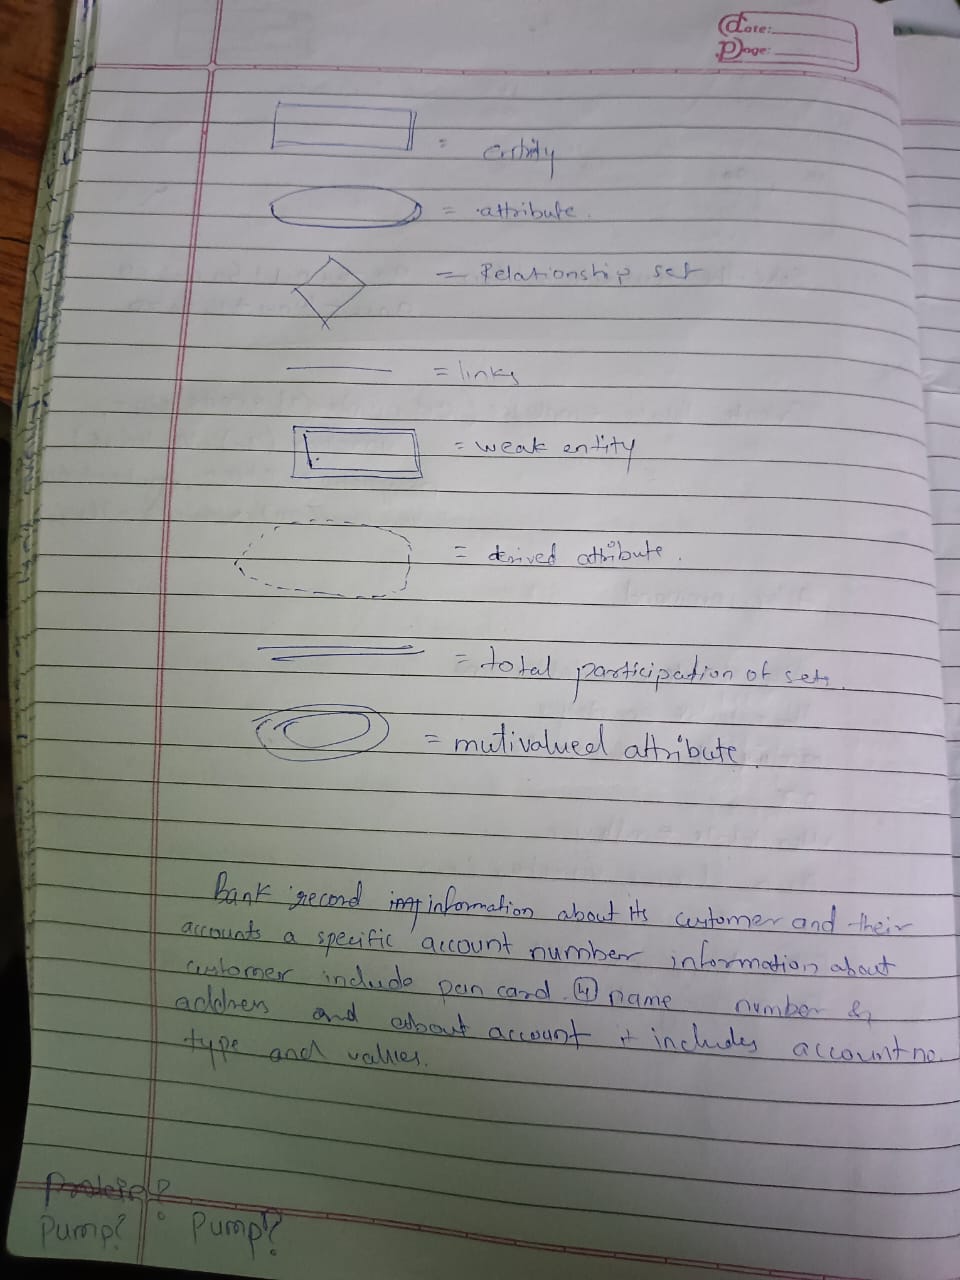 Date:
Page:
= entity
= attribute.
= Relationship set
= links
= weak entity
= derived attribute.
= total participation of sets.
= mutivalued attribute.
Bank record information about its customer and their
accounts a specific account number information about
customer include pan card. 4 name number &
address and about account it includes account no.
type and values.
Pump? Pump?